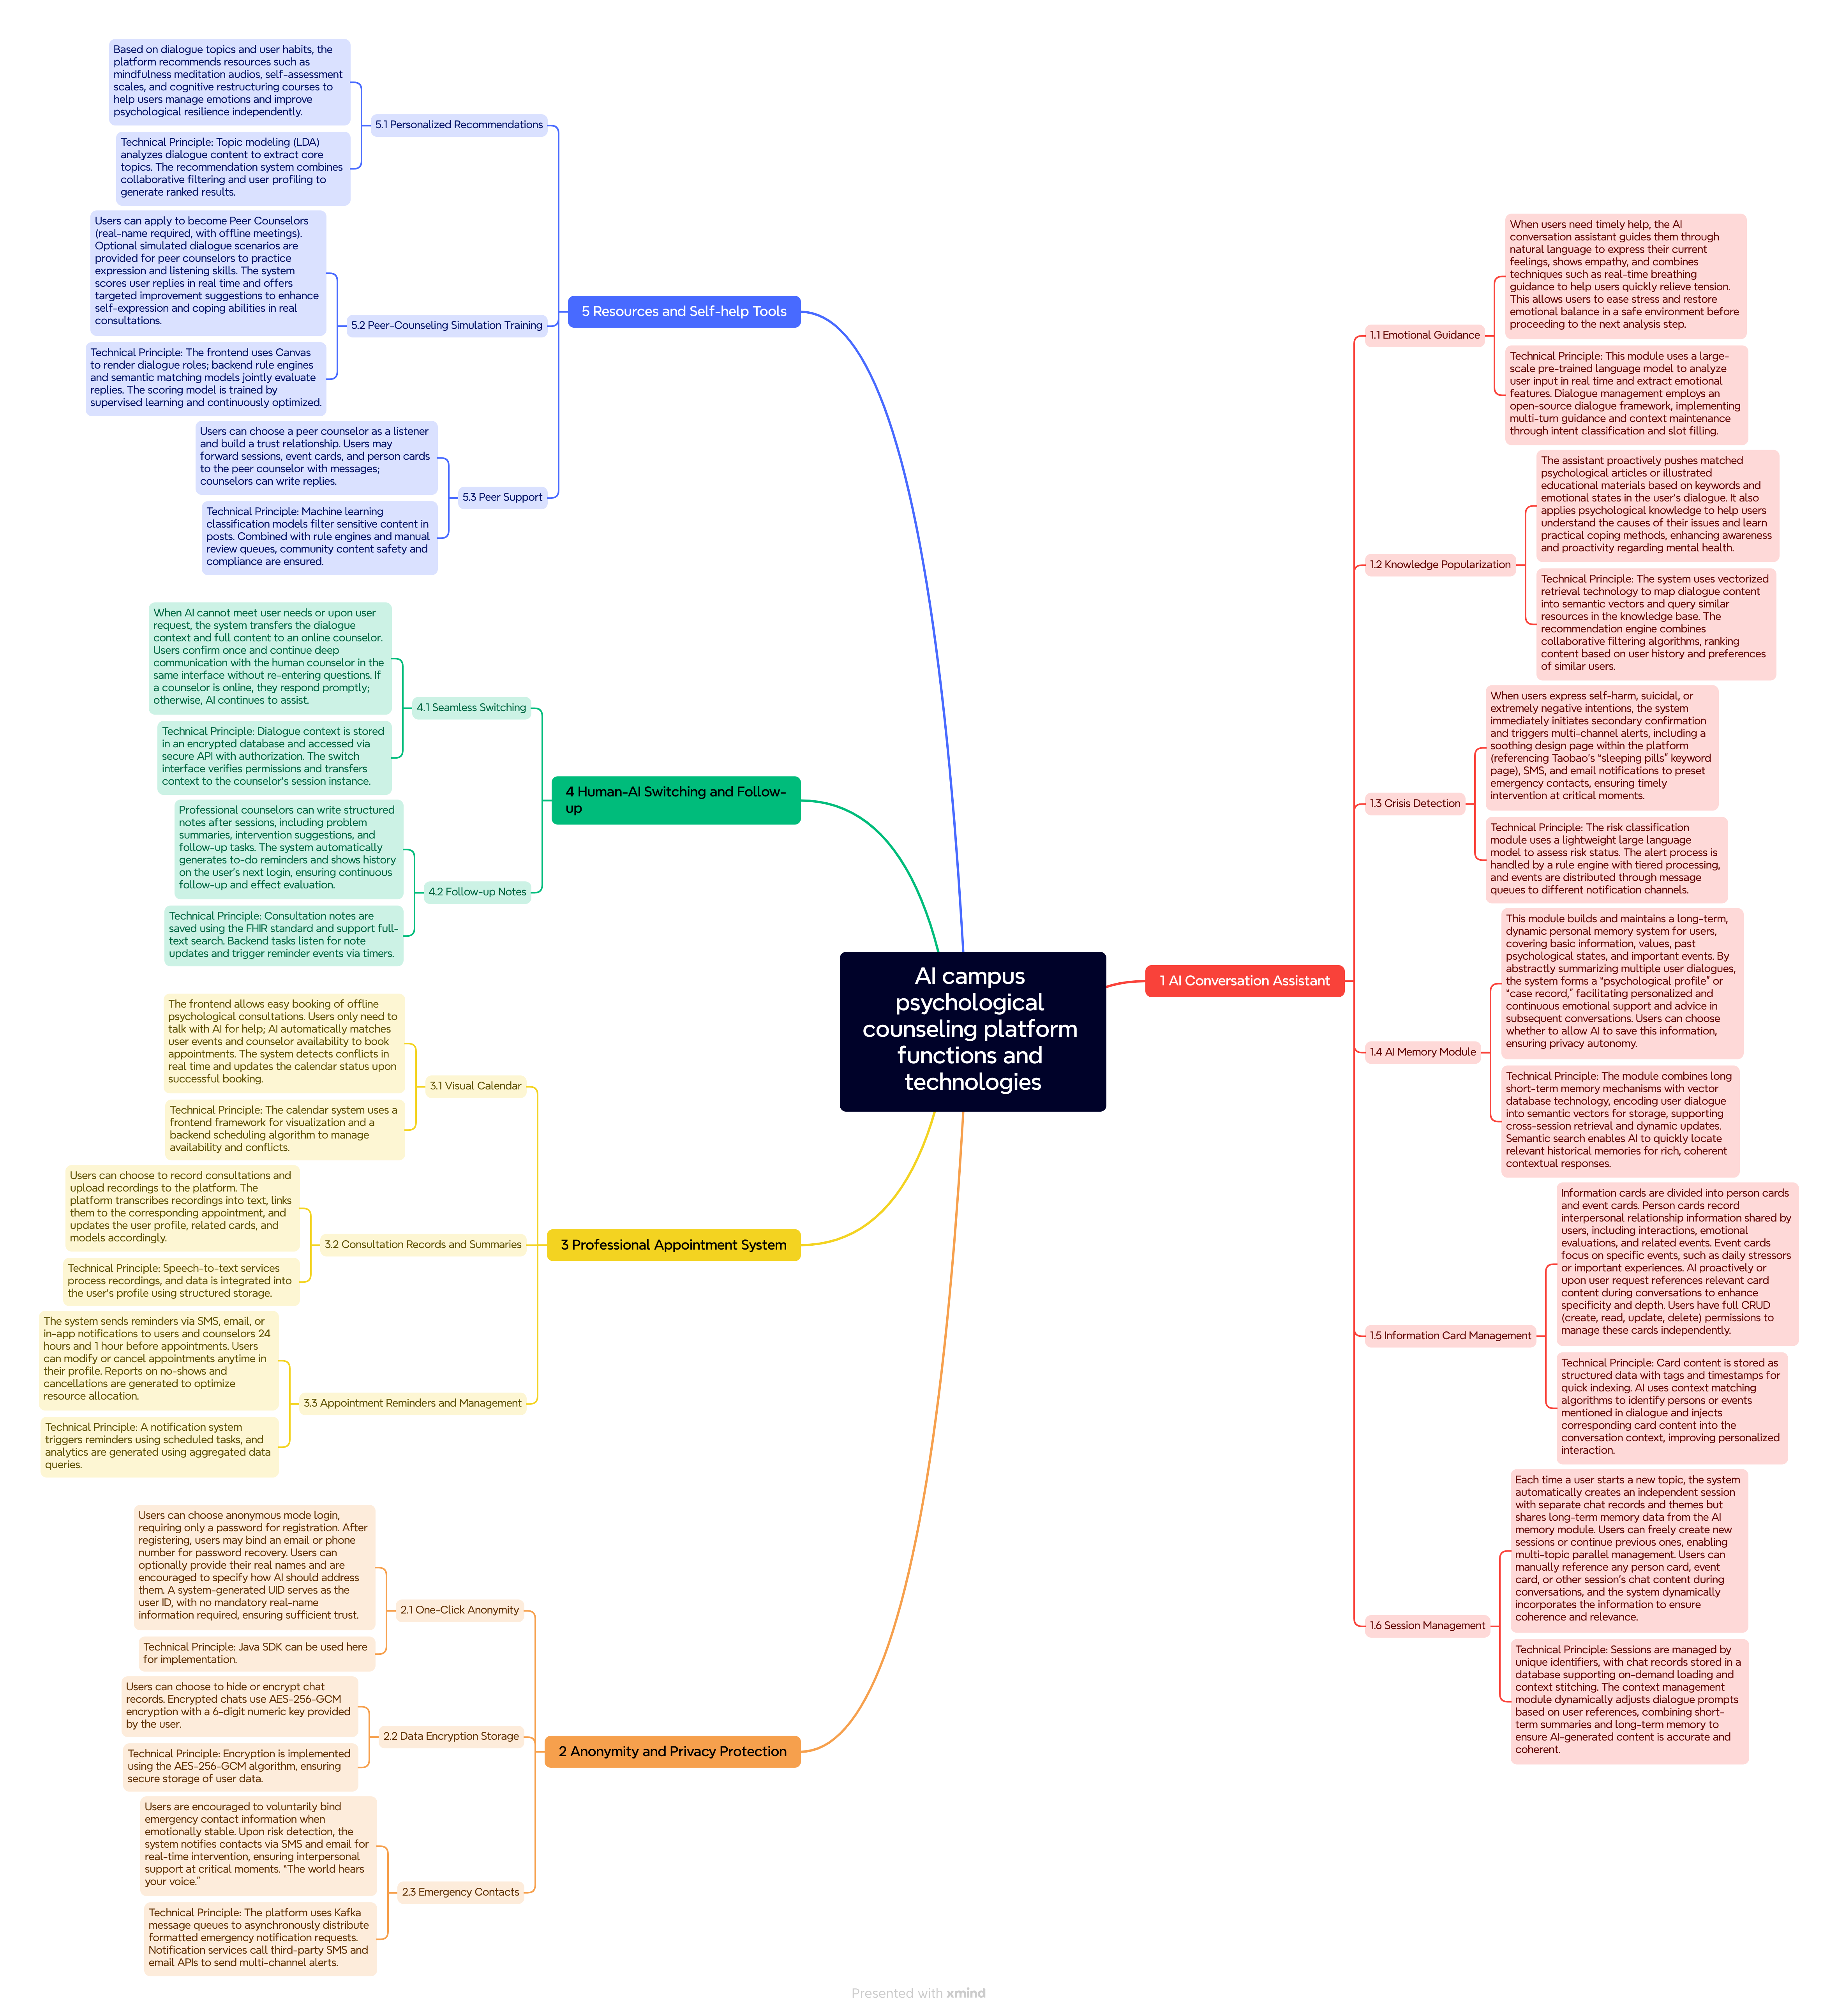 AI campus
psychological
counseling platform
functions and
technologies
1 AI Conversation Assistant
1.1 Emotional Guidance
When users need timely help, the AI
conversation assistant guides them through
natural language to express their current
feelings, shows empathy, and combines
techniques such as real-time breathing
guidance to help users quickly relieve tension.
This allows users to ease stress and restore
emotional balance in a safe environment before
proceeding to the next analysis step.
Technical Principle: This module uses a large-
scale pre-trained language model to analyze
user input in real time and extract emotional
features. Dialogue management employs an
open-source dialogue framework, implementing
multi-turn guidance and context maintenance
through intent classification and slot filling.
1.2 Knowledge Popularization
The assistant proactively pushes matched
psychological articles or illustrated
educational materials based on keywords and
emotional states in the user's dialogue. It also
applies psychological knowledge to help users
understand the causes of their issues and learn
practical coping methods, enhancing awareness
and proactivity regarding mental health.
Technical Principle: The system uses vectorized
retrieval technology to map dialogue content
into semantic vectors and query similar
resources in the knowledge base. The
recommendation engine combines
collaborative filtering algorithms, ranking
content based on user history and preferences
of similar users.
1.3 Crisis Detection
When users express self-harm, suicidal, or
extremely negative intentions, the system
immediately initiates secondary confirmation
and triggers multi-channel alerts, including a
soothing design page within the platform
(referencing Taobao's "sleeping pills" keyword
page), SMS, and email notifications to preset
emergency contacts, ensuring timely
intervention at critical moments.
Technical Principle: The risk classification
module uses a lightweight large language
model to assess risk status. The alert process is
handled by a rule engine with tiered processing,
and events are distributed through message
queues to different notification channels.
1.4 AI Memory Module
This module builds and maintains a long-term,
dynamic personal memory system for users,
covering basic information, values, past
psychological states, and important events. By
abstractly summarizing multiple user dialogues,
the system forms a "psychological profile" or
"case record," facilitating personalized and
continuous emotional support and advice in
subsequent conversations. Users can choose
whether to allow AI to save this information,
ensuring privacy autonomy.
Technical Principle: The module combines long
short-term memory mechanisms with vector
database technology, encoding user dialogue
into semantic vectors for storage, supporting
cross-session retrieval and dynamic updates.
Semantic search enables AI to quickly locate
relevant historical memories for rich, coherent
contextual responses.
1.5 Information Card Management
Information cards are divided into person cards
and event cards. Person cards record
interpersonal relationship information shared by
users, including interactions, emotional
evaluations, and related events. Event cards
focus on specific events, such as daily stressors
or important experiences. AI proactively or
upon user request references relevant card
content during conversations to enhance
specificity and depth. Users have full CRUD
(create, read, update, delete) permissions to
manage these cards independently.
Technical Principle: Card content is stored as
structured data with tags and timestamps for
quick indexing. AI uses context matching
algorithms to identify persons or events
mentioned in dialogue and injects
corresponding card content into the
conversation context, improving personalized
interaction.
1.6 Session Management
Each time a user starts a new topic, the system
automatically creates an independent session
with separate chat records and themes but
shares long-term memory data from the AI
memory module. Users can freely create new
sessions or continue previous ones, enabling
multi-topic parallel management. Users can
manually reference any person card, event
card, or other session's chat content during
conversations, and the system dynamically
incorporates the information to ensure
coherence and relevance.
Technical Principle: Sessions are managed by
unique identifiers, with chat records stored in a
database supporting on-demand loading and
context stitching. The context management
module dynamically adjusts dialogue prompts
based on user references, combining short-
term summaries and long-term memory to
ensure AI-generated content is accurate and
coherent.
2 Anonymity and Privacy Protection
2.1 One-Click Anonymity
Users can choose anonymous mode login,
requiring only a password for registration. After
registering, users may bind an email or phone
number for password recovery. Users can
optionally provide their real names and are
encouraged to specify how AI should address
them. A system-generated UID serves as the
user ID, with no mandatory real-name
information required, ensuring sufficient trust.
Technical Principle: Java SDK can be used here
for implementation.
2.2 Data Encryption Storage
Users can choose to hide or encrypt chat
records. Encrypted chats use AES-256-GCM
encryption with a 6-digit numeric key provided
by the user.
Technical Principle: Encryption is implemented
using the AES-256-GCM algorithm, ensuring
secure storage of user data.
2.3 Emergency Contacts
Users are encouraged to voluntarily bind
emergency contact information when
emotionally stable. Upon risk detection, the
system notifies contacts via SMS and email for
real-time intervention, ensuring interpersonal
support at critical moments. "The world hears
your voice."
Technical Principle: The platform uses Kafka
message queues to asynchronously distribute
formatted emergency notification requests.
Notification services call third-party SMS and
email APIs to send multi-channel alerts.
3 Professional Appointment System
3.1 Visual Calendar
The frontend allows easy booking of offline
psychological consultations. Users only need to
talk with AI for help; AI automatically matches
user events and counselor availability to book
appointments. The system detects conflicts in
real time and updates the calendar status upon
successful booking.
Technical Principle: The calendar system uses a
frontend framework for visualization and a
backend scheduling algorithm to manage
availability and conflicts.
3.2 Consultation Records and Summaries
Users can choose to record consultations and
upload recordings to the platform. The
platform transcribes recordings into text, links
them to the corresponding appointment, and
updates the user profile, related cards, and
models accordingly.
Technical Principle: Speech-to-text services
process recordings, and data is integrated into
the user's profile using structured storage.
3.3 Appointment Reminders and Management
The system sends reminders via SMS, email, or
in-app notifications to users and counselors 24
hours and 1 hour before appointments. Users
can modify or cancel appointments anytime in
their profile. Reports on no-shows and
cancellations are generated to optimize
resource allocation.
Technical Principle: A notification system
triggers reminders using scheduled tasks, and
analytics are generated using aggregated data
queries.
4 Human-AI Switching and Follow-
up
4.1 Seamless Switching
When AI cannot meet user needs or upon user
request, the system transfers the dialogue
context and full content to an online counselor.
Users confirm once and continue deep
communication with the human counselor in the
same interface without re-entering questions. If
a counselor is online, they respond promptly;
otherwise, AI continues to assist.
Technical Principle: Dialogue context is stored
in an encrypted database and accessed via
secure API with authorization. The switch
interface verifies permissions and transfers
context to the counselor's session instance.
4.2 Follow-up Notes
Professional counselors can write structured
notes after sessions, including problem
summaries, intervention suggestions, and
follow-up tasks. The system automatically
generates to-do reminders and shows history
on the user's next login, ensuring continuous
follow-up and effect evaluation.
Technical Principle: Consultation notes are
saved using the FHIR standard and support full-
text search. Backend tasks listen for note
updates and trigger reminder events via timers.
5 Resources and Self-help Tools
5.1 Personalized Recommendations
Based on dialogue topics and user habits, the
platform recommends resources such as
mindfulness meditation audios, self-assessment
scales, and cognitive restructuring courses to
help users manage emotions and improve
psychological resilience independently.
Technical Principle: Topic modeling (LDA)
analyzes dialogue content to extract core
topics. The recommendation system combines
collaborative filtering and user profiling to
generate ranked results.
5.2 Peer-Counseling Simulation Training
Users can apply to become Peer Counselors
(real-name required, with offline meetings).
Optional simulated dialogue scenarios are
provided for peer counselors to practice
expression and listening skills. The system
scores user replies in real time and offers
targeted improvement suggestions to enhance
self-expression and coping abilities in real
consultations.
Technical Principle: The frontend uses Canvas
to render dialogue roles; backend rule engines
and semantic matching models jointly evaluate
replies. The scoring model is trained by
supervised learning and continuously optimized.
5.3 Peer Support
Users can choose a peer counselor as a listener
and build a trust relationship. Users may
forward sessions, event cards, and person cards
to the peer counselor with messages;
counselors can write replies.
Technical Principle: Machine learning
classification models filter sensitive content in
posts. Combined with rule engines and manual
review queues, community content safety and
compliance are ensured.
Presented with xmind